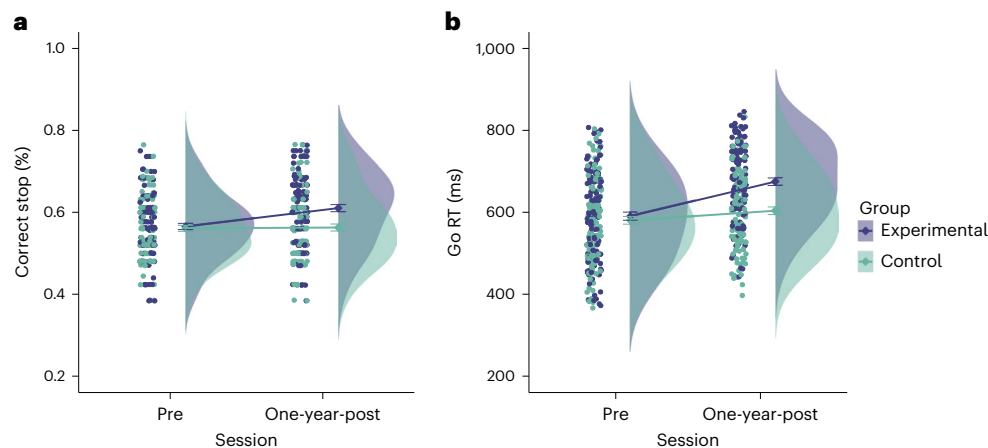 a
Correct stop (%)
1.0
0.8
0.6
0.4
0.2
Pre
One-year-post
Session
b
Go RT (ms)
1,000
800
600
400
200
Pre
One-year-post
Session
Group
Experimental
Control